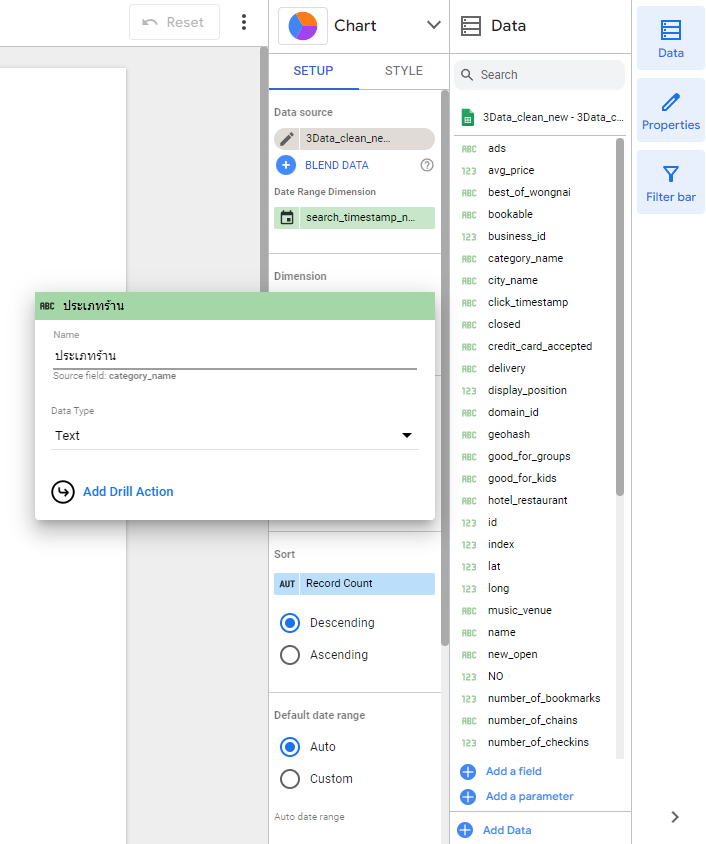 Reset
Chart
SETUP
STYLE
Data source
3Data_clean_ne...
BLEND DATA
Date Range Dimension
search_timestamp_n...
Dimension
ABC ประเภทร้าน
Name
ประเภทร้าน
Source field: category_name
Data Type
Text
Add Drill Action
Sort
AUT Record Count
Descending
Ascending
Default date range
Auto
Custom
Auto date range
Data
Search
3Data_clean_new - 3Data_c...
ABC ads
123 avg_price
ABC best_of_wongnai
ABC bookable
123 business_id
ABC category_name
ABC city_name
ABC click_timestamp
ABC closed
ABC credit_card_accepted
ABC delivery
123 display_position
ABC domain_id
ABC geohash
ABC good_for_groups
ABC good_for_kids
ABC hotel_restaurant
123 id
123 index
123 lat
123 long
ABC music_venue
ABC name
ABC new_open
123 NO
123 number_of_bookmarks
ABC number_of_chains
123 number_of_checkins
Add a field
Add a parameter
Add Data
Data
Properties
Filter bar